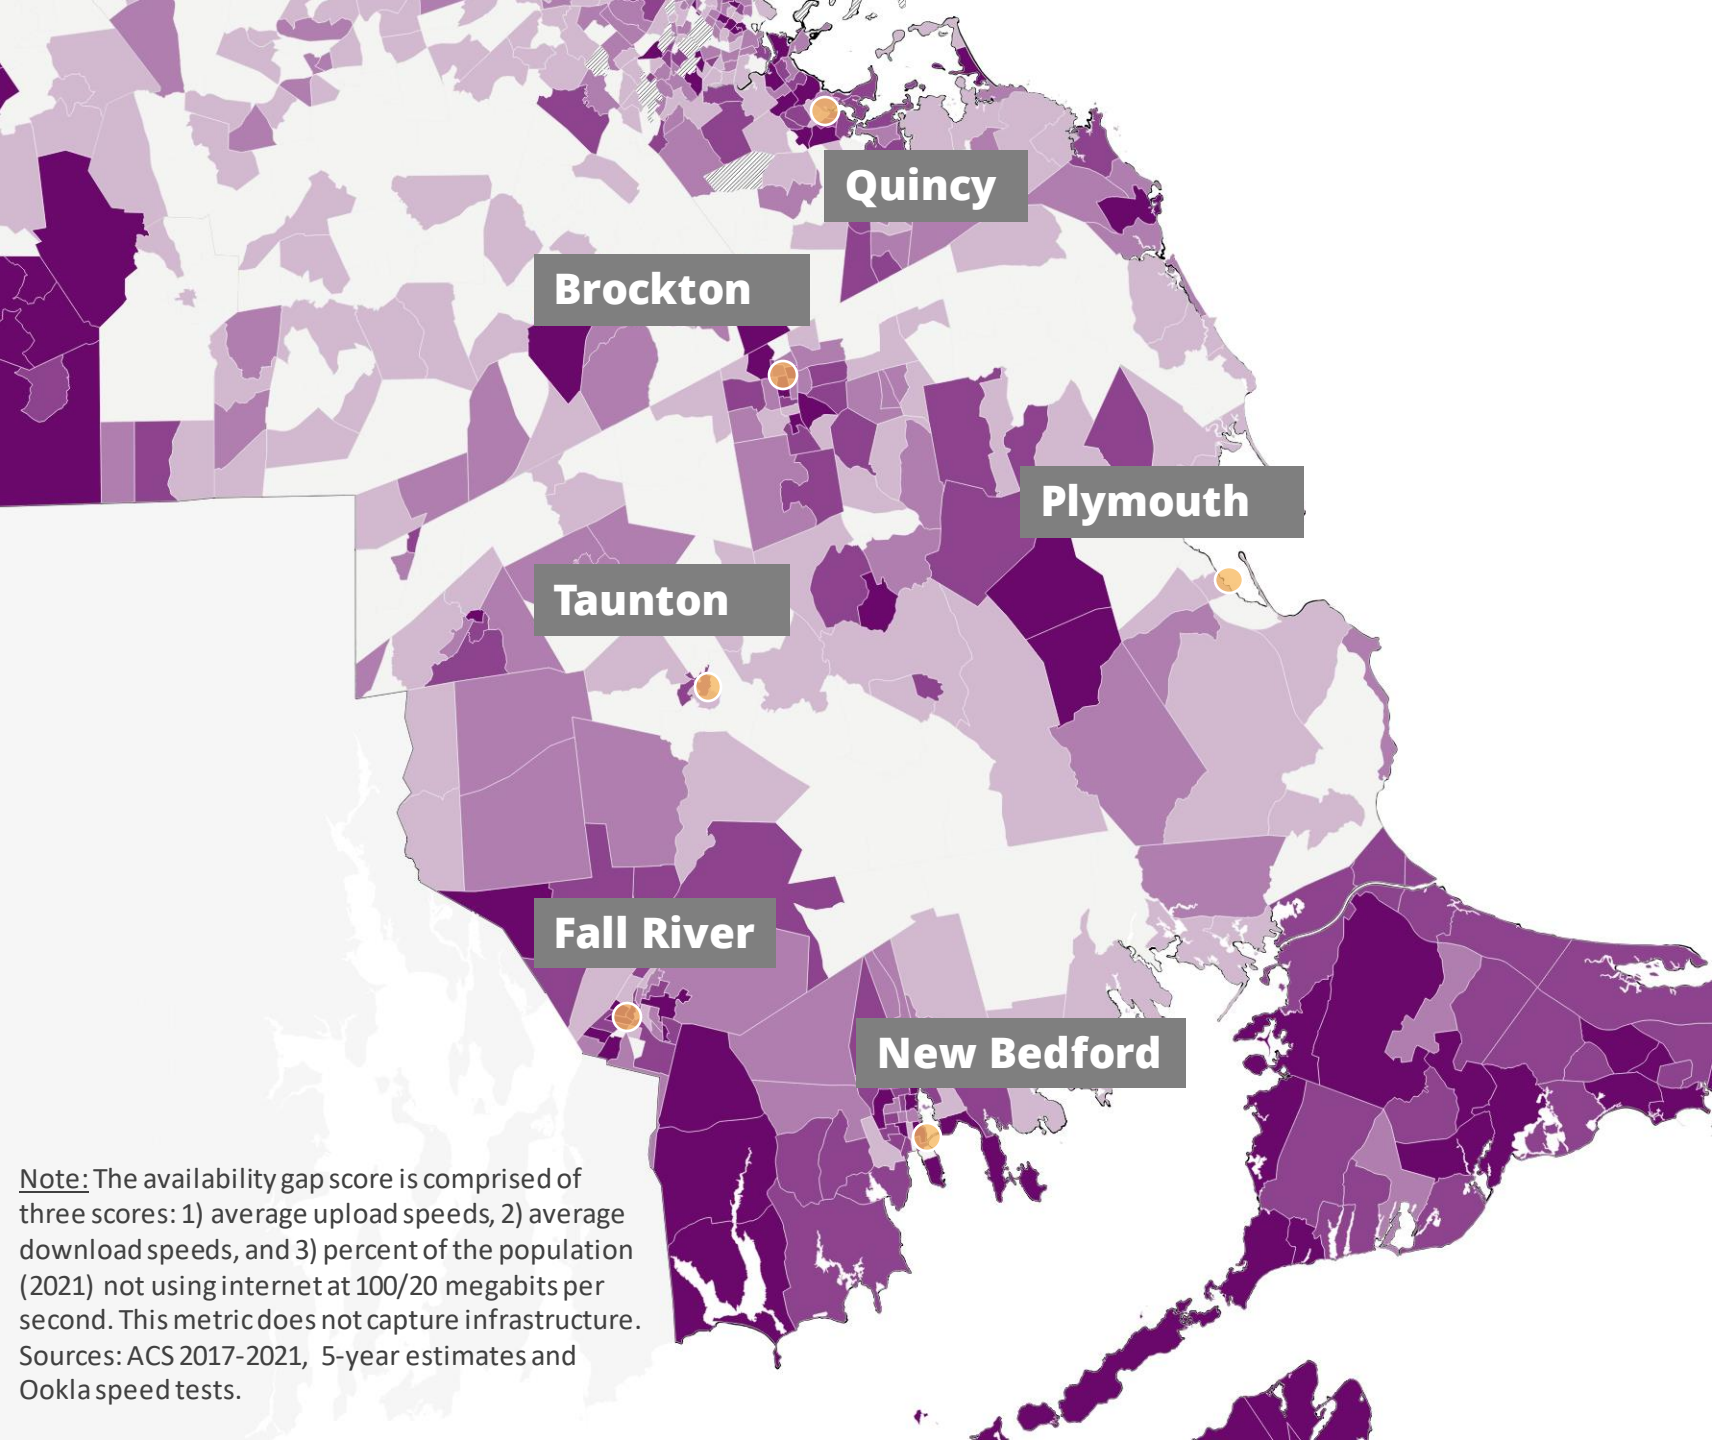 Quincy
Brockton
Plymouth
Taunton
Fall River
New Bedford
Note: The availability gap score is comprised of
three scores: 1) average upload speeds, 2) average
download speeds, and 3) percent of the population
(2021) not using internet at 100/20 megabits per
second. This metric does not capture infrastructure.
Sources: ACS 2017-2021, 5-year estimates and
Ookla speed tests.